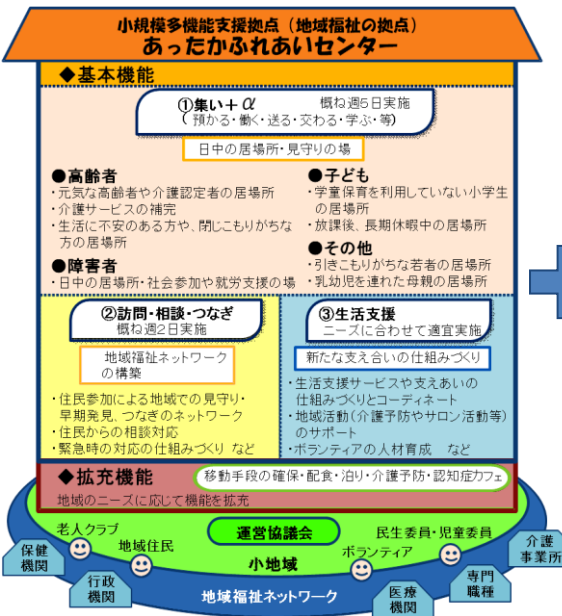 小規模多機能支援拠点（地域福祉の拠点）
あったかふれあいセンター
◆基本機能
①集い＋α 概ね週5日実施
（預かる・働く・送る・交わる・学ぶ・等）
日中の居場所・見守りの場
●高齢者
・元気な高齢者や介護認定者の居場所
・介護サービスの補完
・生活に不安のある方や、閉じこもりがちな
方の居場所
●障害者
・日中の居場所・社会参加や就労支援の場
●子ども
・学童保育を利用していない小学生
の居場所
・放課後、長期休暇中の居場所
●その他
・引きこもりがちな若者の居場所
・乳幼児を連れた母親の居場所
②訪問・相談・つなぎ
概ね週2日実施
地域福祉ネットワーク
の構築
・住民参加による地域での見守り・
早期発見、つなぎのネットワーク
・住民からの相談対応
・緊急時の対応の仕組みづくり など
③生活支援
ニーズに合わせて適宜実施
新たな支え合いの仕組みづくり
・生活支援サービスや支えあいの
仕組みづくりとコーディネート
・地域活動（介護予防やサロン活動等）
のサポート
・ボランティアの人材育成 など
◆拡充機能
移動手段の確保・配食・泊り・介護予防・認知症カフェ
地域のニーズに応じて機能を拡充
老人クラブ
運営協議会
民生委員・児童委員
地域住民
ボランティア
小地域
保健
機関
行政
機関
地域福祉ネットワーク
医療
機関
専門
職種
介護
事業所